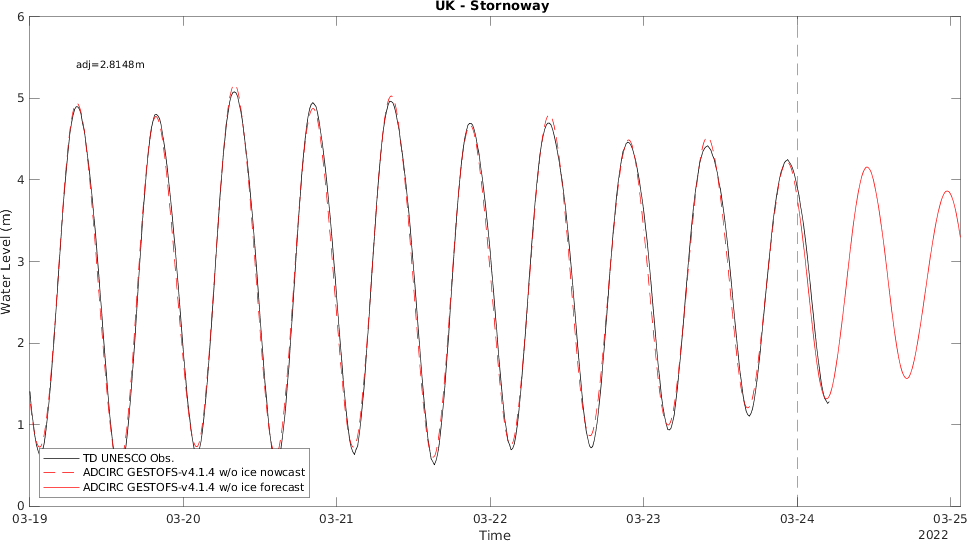 UK - Stornoway
adj=2.8148m
6
5
4
3
2
1
0
Water Level (m)
TD UNESCO Obs.
ADCIRC GESTOFS-v4.1.4 w/o ice nowcast
ADCIRC GESTOFS-v4.1.4 w/o ice forecast
03-19 03-20 03-21 03-22 03-23 03-24 03-25
Time
2022